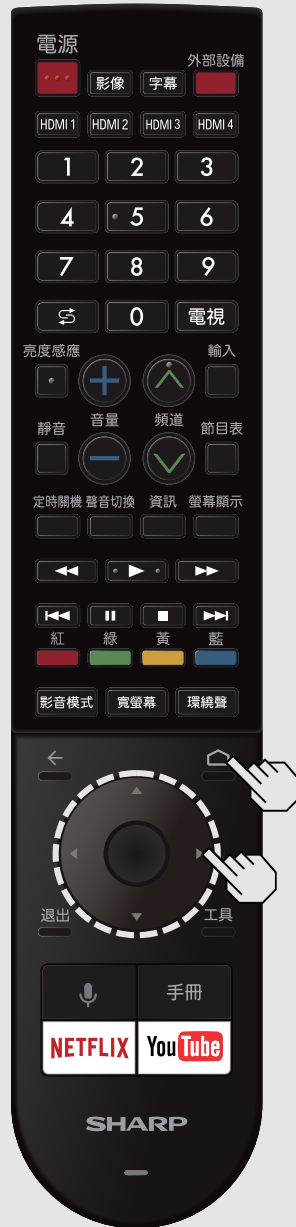 電源
外部設備
影像 字幕
HDMI 1 HDMI 2 HDMI 3 HDMI 4
1 2 3
4 5 6
7 8 9
0 電視
亮度感應 輸入
靜音 音量 頻道 節目表
定時關機 聲音切換 資訊 螢幕顯示
紅 綠 黃 藍
影音模式 寬螢幕 環繞聲
退出 工具
手冊
NETFLIX YouTube
SHARP